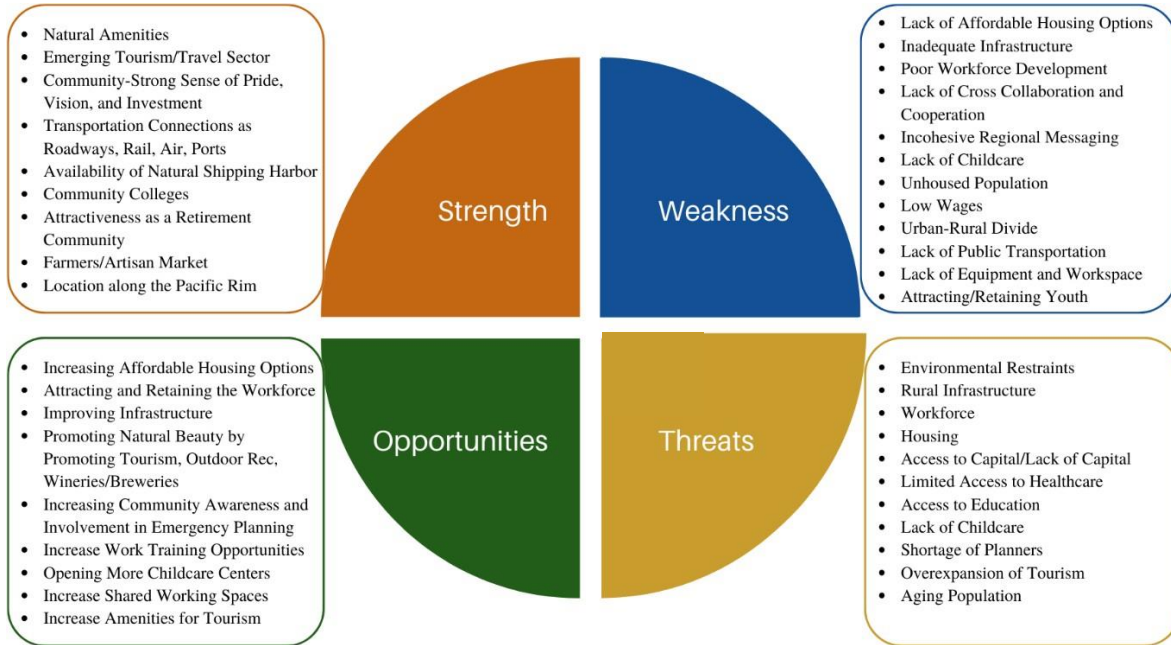 • Natural Amenities
• Emerging Tourism/Travel Sector
• Community-Strong Sense of Pride,
Vision, and Investment
• Transportation Connections as
Roadways, Rail, Air, Ports
• Availability of Natural Shipping Harbor
• Community Colleges
• Attractiveness as a Retirement
Community
• Farmers/Artisan Market
• Location along the Pacific Rim
Strength
Weakness
• Lack of Affordable Housing Options
• Inadequate Infrastructure
• Poor Workforce Development
• Lack of Cross Collaboration and
Cooperation
• Incohesive Regional Messaging
• Lack of Childcare
• Unhoused Population
• Low Wages
• Urban-Rural Divide
• Lack of Public Transportation
• Lack of Equipment and Workspace
• Attracting/Retaining Youth
• Increasing Affordable Housing Options
• Attracting and Retaining the Workforce
• Improving Infrastructure
• Promoting Natural Beauty by
Promoting Tourism, Outdoor Rec,
Wineries/Breweries
• Increasing Community Awareness and
Involvement in Emergency Planning
• Increase Work Training Opportunities
• Opening More Childcare Centers
• Increase Shared Working Spaces
• Increase Amenities for Tourism
Opportunities
Threats
• Environmental Restraints
• Rural Infrastructure
• Workforce
• Housing
• Access to Capital/Lack of Capital
• Limited Access to Healthcare
• Access to Education
• Lack of Childcare
• Shortage of Planners
• Overexpansion of Tourism
• Aging Population